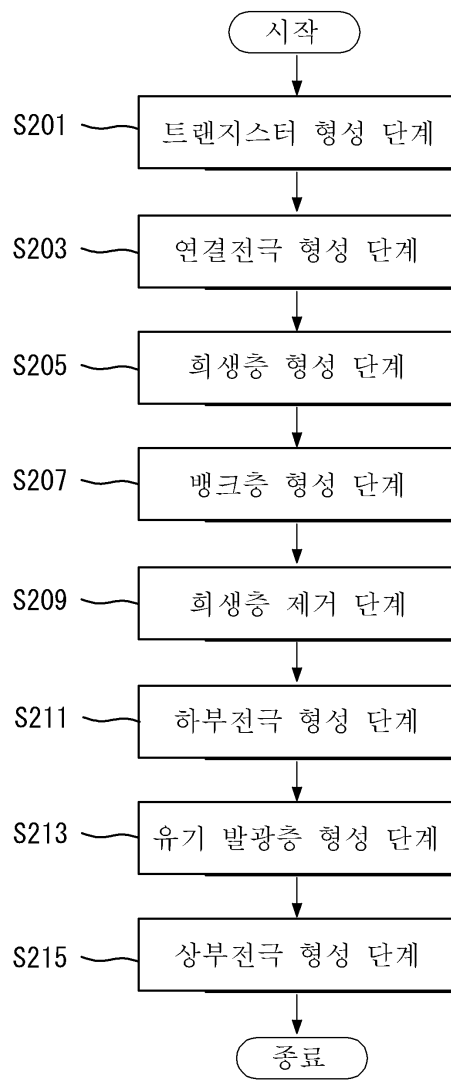 시작
S201
트랜지스터 형성 단계
S203
연결전극 형성 단계
S205
희생층 형성 단계
S207
뱅크층 형성 단계
S209
희생층 제거 단계
S211
하부전극 형성 단계
S213
유기 발광층 형성 단계
S215
상부전극 형성 단계
종료